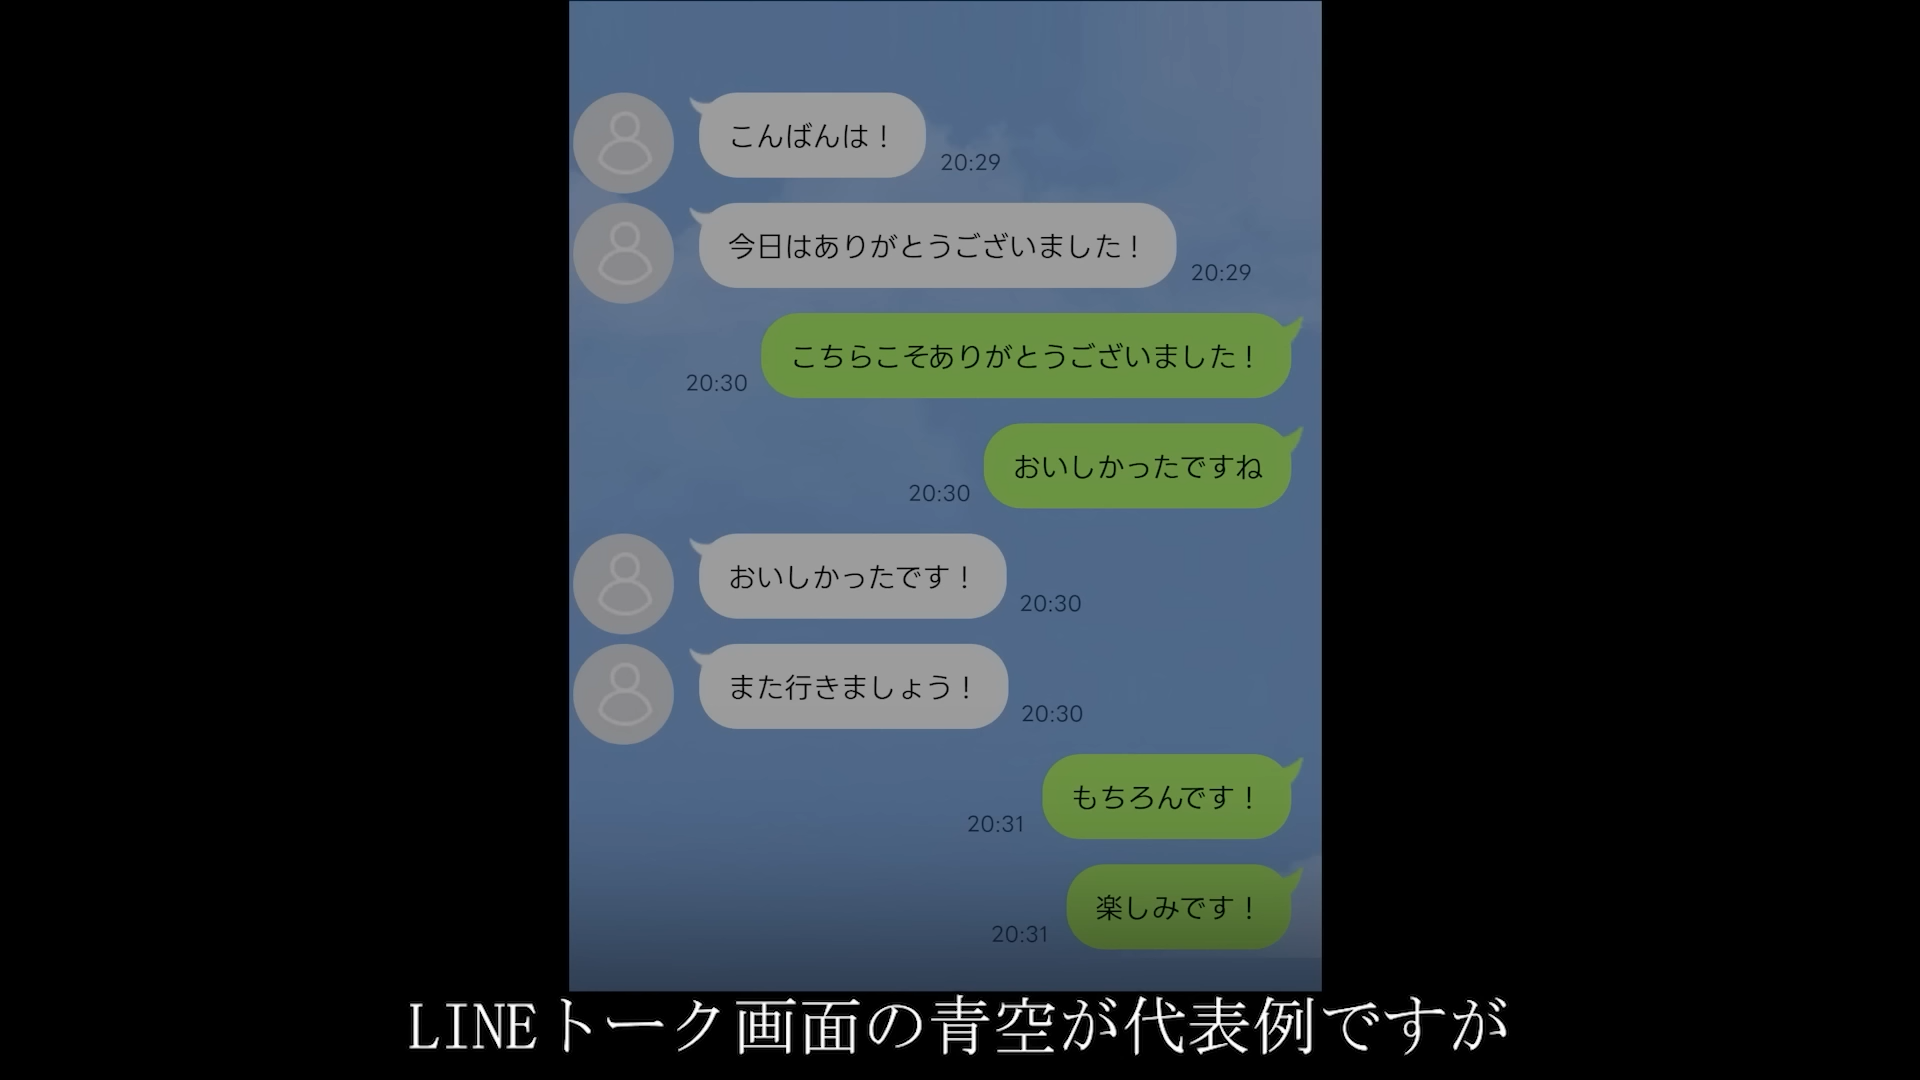 こんばんは！
20:29
今日はありがとうございました！
20:29
こちらこそありがとうございました！
20:30
おいしかったですね
20:30
おいしかったです！
20:30
また行きましょう！
20:30
もちろんです！
20:31
楽しみです！
20:31
LINEトーク画面の青空が代表例ですが